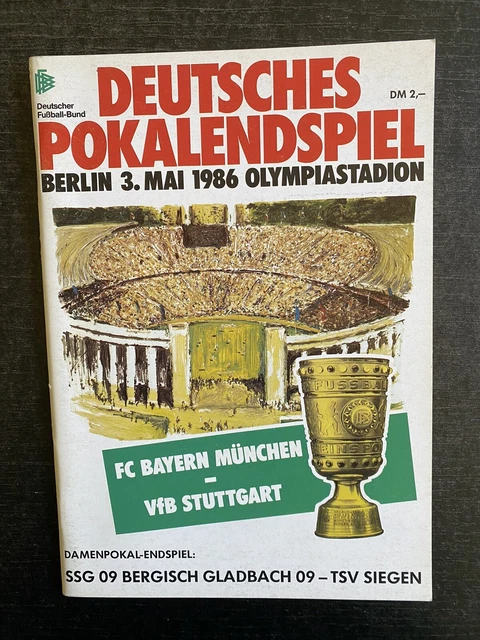 DEUTSCHES
POKALENDSPIEL
BERLIN 3. MAI 1986 OLYMPIASTADION
Deutscher
Fußball-Bund
DM 2,–
FUSSBA
FC BAYERN MÜNCHEN
–
VfB STUTTGART
DAMENPOKAL-ENDSPIEL:
SSG 09 BERGISCH GLADBACH 09 – TSV SIEGEN